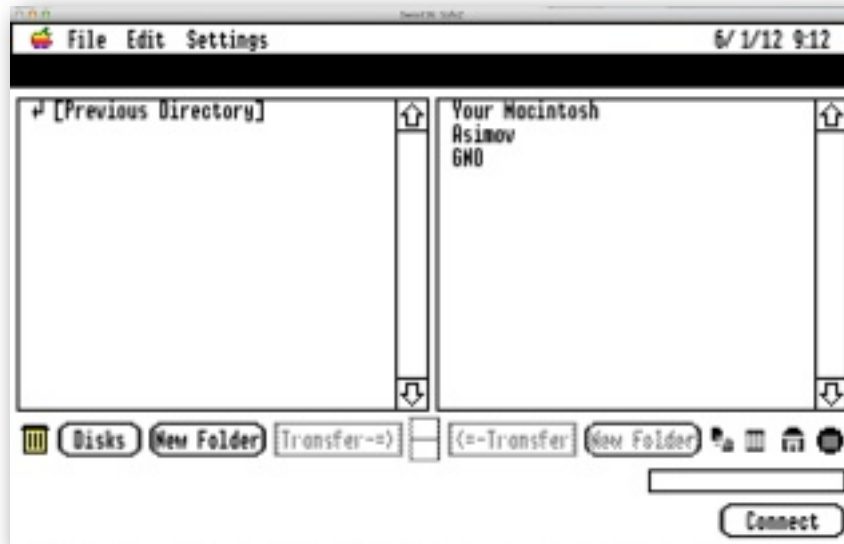 File Edit Settings 6/ 1/12 9:12
[Previous Directory]
Your Macintosh
Asimov
GNO
Disks New Folder Transfer-=> <=-Transfer New Folder
Connect